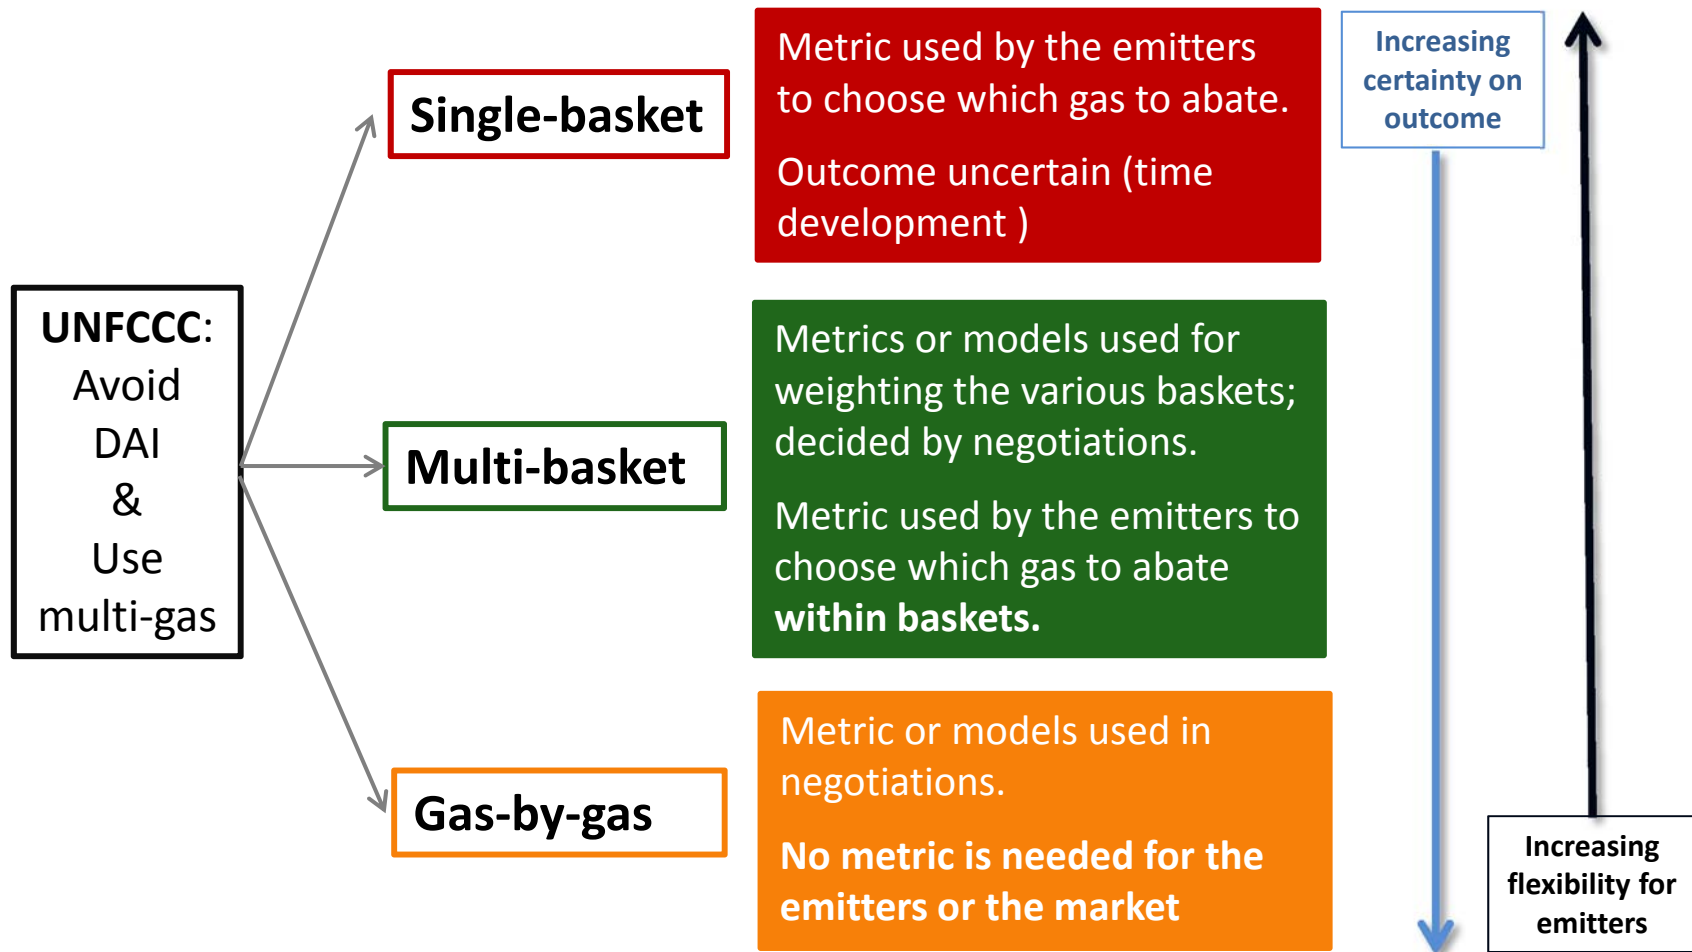 UNFCCC:
Avoid
DAI
&
Use
multi-gas
Single-basket
Metric used by the emitters
to choose which gas to abate.
Outcome uncertain (time
development )
Multi-basket
Metrics or models used for
weighting the various baskets;
decided by negotiations.
Metric used by the emitters to
choose which gas to abate
within baskets.
Gas-by-gas
Metric or models used in
negotiations.
No metric is needed for the
emitters or the market
Increasing
certainty on
outcome
Increasing
flexibility for
emitters